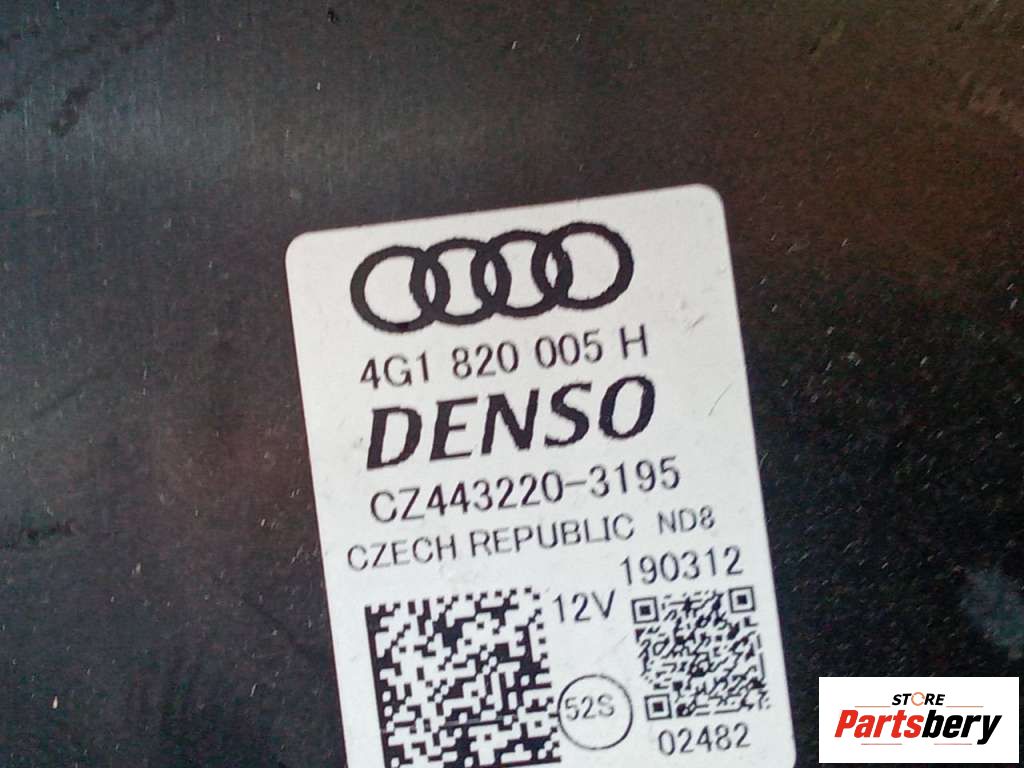 4G1 820 005 H
DENSO
CZ443220-3195
CZECH REPUBLIC ND8
190312
12V
52S
02482
STORE
Partsbery